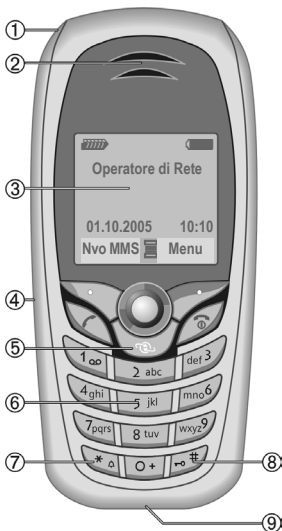 ①
②
Operatore di Rete
③
01.10.2005 10:10
Nvo MMS Menu
④
⑤
1 2 abc def 3
⑥
4 ghi 5 jkl mno 6
7 pqrs 8 tuv wxyz 9
⑦ * 0 + # ⑧
⑨